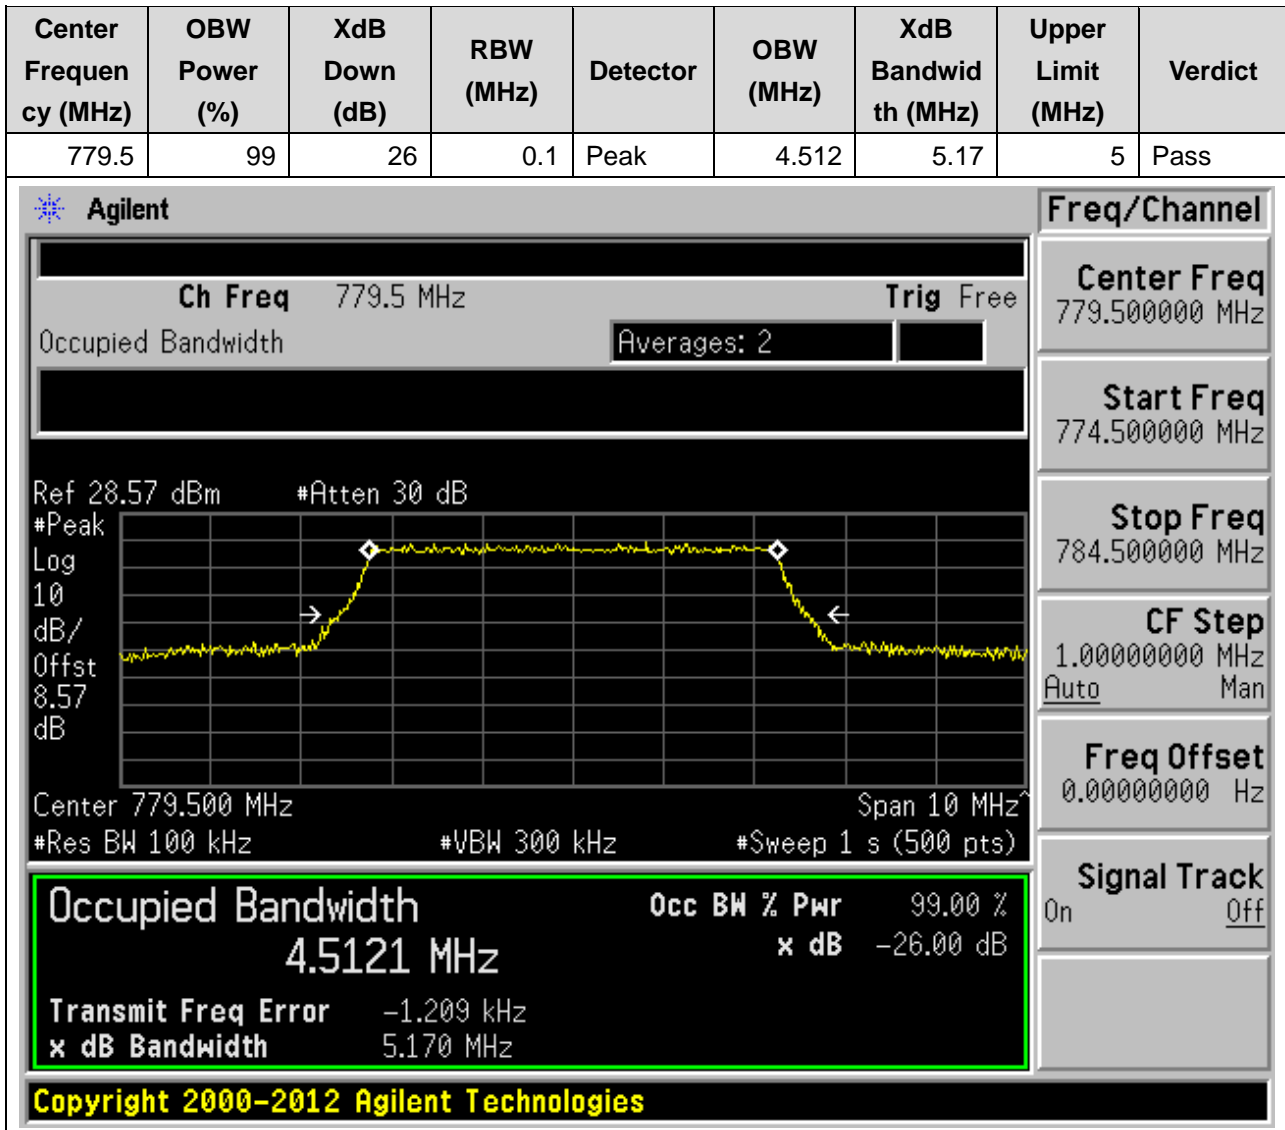 Center Frequen cy (MHz) OBW Power (%) XdB Down (dB) RBW (MHz) Detector OBW (MHz) XdB Bandwid th (MHz) Upper Limit (MHz) Verdict
779.5 99 26 0.1 Peak 4.512 5.17 5 Pass
Agilent
Freq/Channel
Ch Freq 779.5 MHz Trig Free
Occupied Bandwidth Averages: 2
Center Freq
779.500000 MHz
Start Freq
774.500000 MHz
Stop Freq
784.500000 MHz
CF Step
1.00000000 MHz
Auto Man
Freq Offset
0.00000000 Hz
Signal Track
On Off
Ref 28.57 dBm #Atten 30 dB
#Peak
Log
10
dB/
Offst
8.57
dB
Center 779.500 MHz Span 10 MHz^
#Res BW 100 kHz #VBW 300 kHz #Sweep 1 s (500 pts)
Occupied Bandwidth Occ BW % Pwr 99.00 %
4.5121 MHz x dB -26.00 dB
Transmit Freq Error -1.209 kHz
x dB Bandwidth 5.170 MHz
Copyright 2000-2012 Agilent Technologies